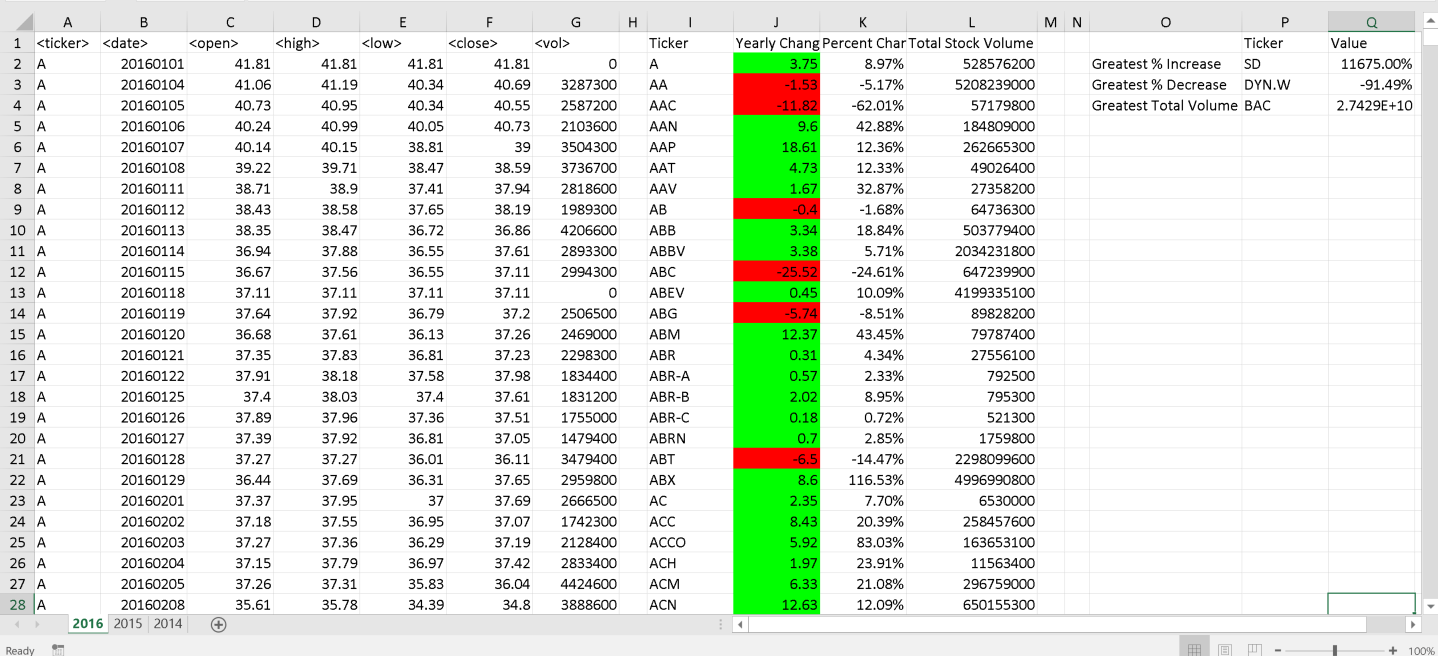 A B C D E F G H I J K L M N O P Q
1 <ticker> <date> <open> <high> <low> <close> <vol> Ticker Yearly Chang Percent Char Total Stock Volume Ticker Value
2 A 20160101 41.81 41.81 41.81 41.81 0 A 3.75 8.97% 528576200 Greatest % Increase SD 11675.00%
3 A 20160104 41.06 41.19 40.34 40.69 3287300 AA -1.53 -5.17% 5208239000 Greatest % Decrease DYN.W -91.49%
4 A 20160105 40.73 40.95 40.34 40.55 2587200 AAC -11.82 -62.01% 57179800 Greatest Total Volume BAC 2.7429E+10
5 A 20160106 40.24 40.99 40.05 40.73 2103600 AAN 9.6 42.88% 184809000
6 A 20160107 40.14 40.15 38.81 39 3504300 AAP 18.61 12.36% 262665300
7 A 20160108 39.22 39.71 38.47 38.59 3736700 AAT 4.73 12.33% 49026400
8 A 20160111 38.71 38.9 37.41 37.94 2818600 AAV 1.67 32.87% 27358200
9 A 20160112 38.43 38.58 37.65 38.19 1989300 AB -0.4 -1.68% 64736300
10 A 20160113 38.35 38.47 36.72 36.86 4206600 ABB 3.34 18.84% 503779400
11 A 20160114 36.94 37.88 36.55 37.61 2893300 ABBV 3.38 5.71% 2034231800
12 A 20160115 36.67 37.56 36.55 37.11 2994300 ABC -25.52 -24.61% 647239900
13 A 20160118 37.11 37.11 37.11 37.11 0 ABEV 0.45 10.09% 4199335100
14 A 20160119 37.64 37.92 36.79 37.2 2506500 ABG -5.74 -8.51% 89828200
15 A 20160120 36.68 37.61 36.13 37.26 2469000 ABM 12.37 43.45% 79787400
16 A 20160121 37.35 37.83 36.81 37.23 2298300 ABR 0.31 4.34% 27556100
17 A 20160122 37.91 38.18 37.58 37.98 1834400 ABR-A 0.57 2.33% 792500
18 A 20160125 37.4 38.03 37.4 37.61 1831200 ABR-B 2.02 8.95% 795300
19 A 20160126 37.89 37.96 37.36 37.51 1755000 ABR-C 0.18 0.72% 521300
20 A 20160127 37.39 37.92 36.81 37.05 1479400 ABRN 0.7 2.85% 1759800
21 A 20160128 37.27 37.27 36.01 36.11 3479400 ABT -6.5 -14.47% 2298099600
22 A 20160129 36.44 37.69 36.31 37.65 2959800 ABX 8.6 116.53% 4996990800
23 A 20160201 37.37 37.95 37 37.69 2666500 AC 2.35 7.70% 6530000
24 A 20160202 37.18 37.55 36.95 37.07 1742300 ACC 8.43 20.39% 258457600
25 A 20160203 37.27 37.36 36.29 37.19 2128400 ACCO 5.92 83.03% 163653100
26 A 20160204 37.15 37.79 36.97 37.42 2833400 ACH 1.97 23.91% 11563400
27 A 20160205 37.26 37.31 35.83 36.04 4424600 ACM 6.33 21.08% 296759000
28 A 20160208 35.61 35.78 34.39 34.8 3888600 ACN 12.63 12.09% 650155300
2016 2015 2014
Ready 100%